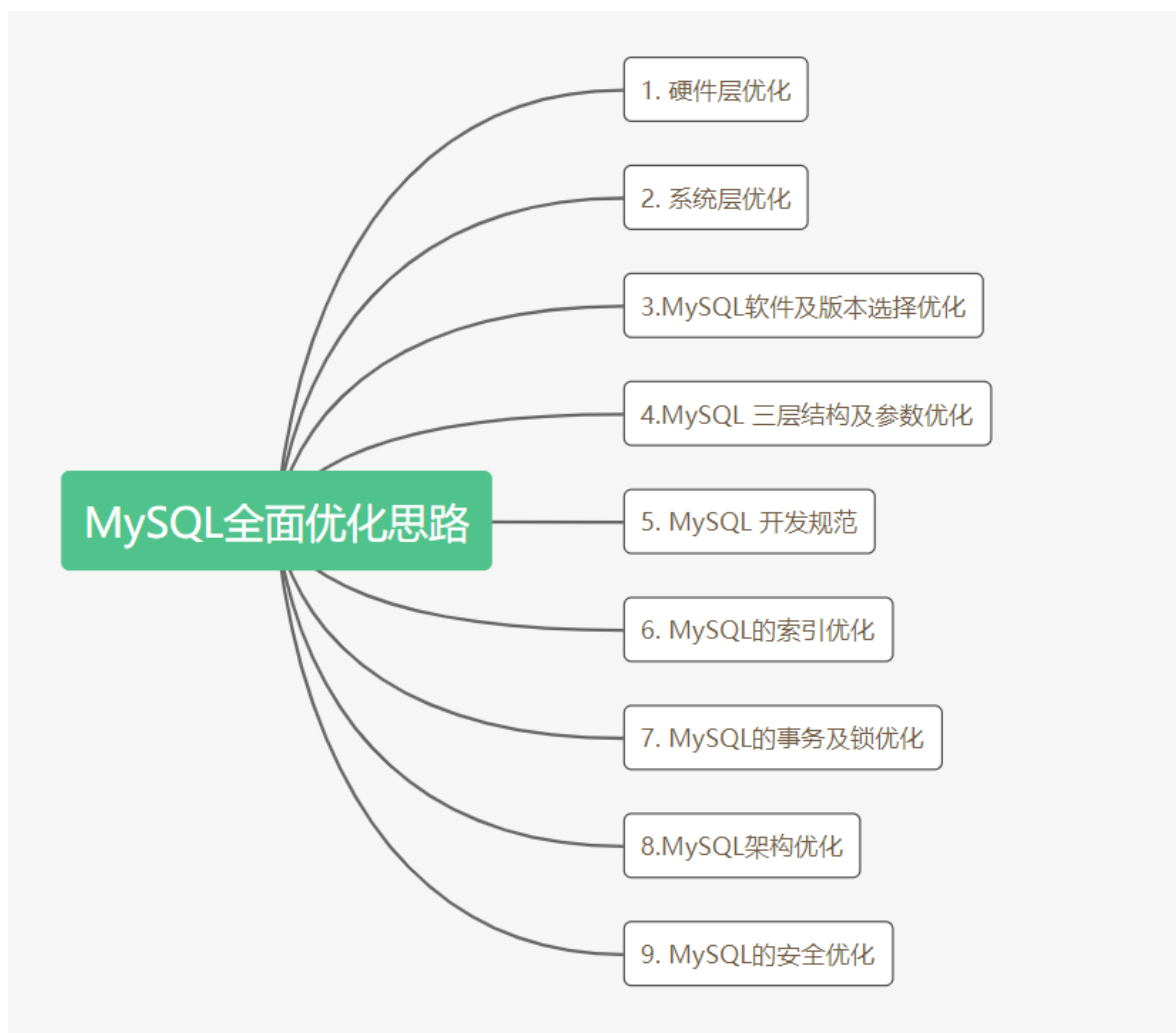 1. 硬件层优化
2. 系统层优化
3.MySQL软件及版本选择优化
4.MySQL 三层结构及参数优化
MySQL全面优化思路
5. MySQL 开发规范
6. MySQL的索引优化
7. MySQL的事务及锁优化
8.MySQL架构优化
9. MySQL的安全优化